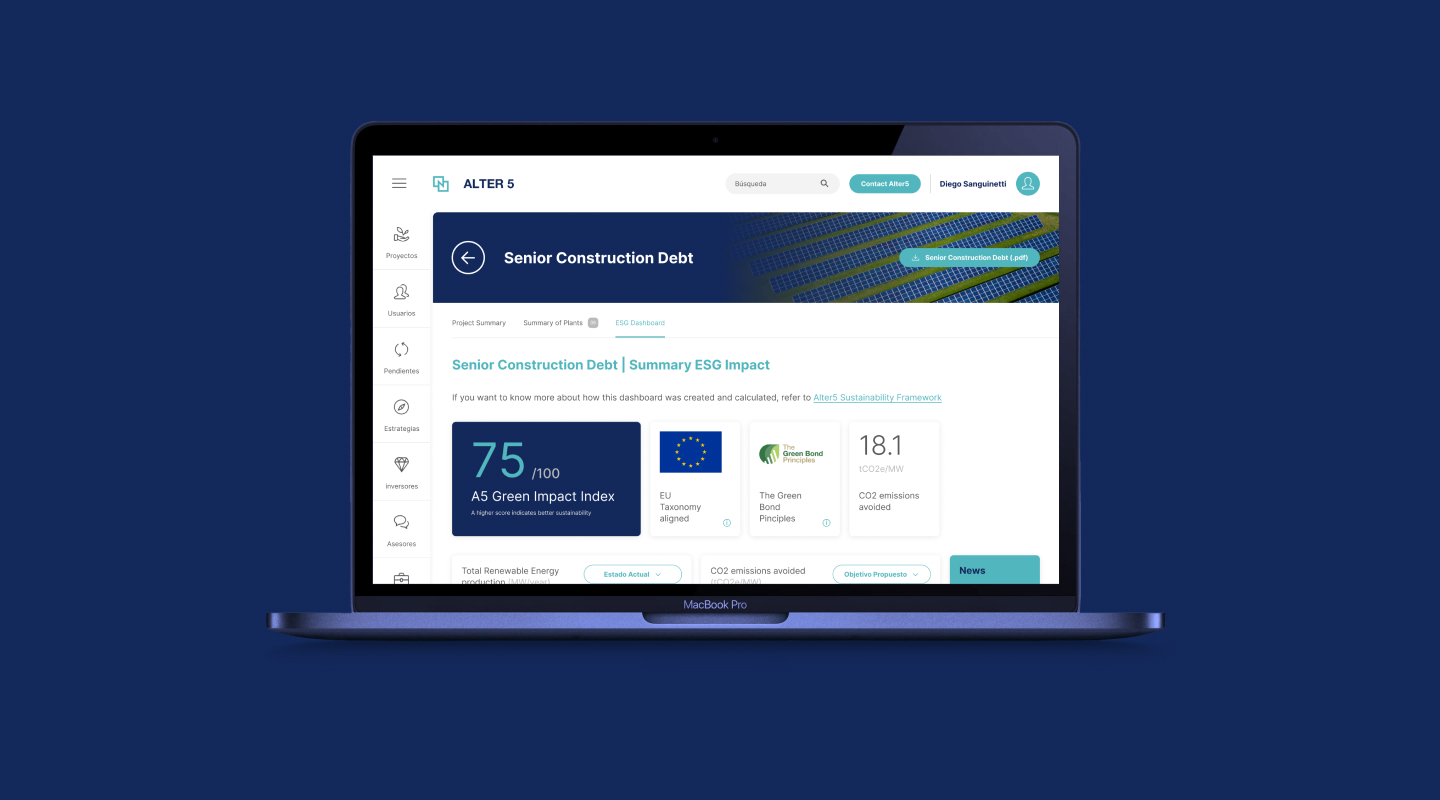 ALTER 5
Búsqueda
Contact Alter5
Diego Sanguinetti
Proyectos
Usuarios
Pendientes
Estrategias
inversores
Asesores
Senior Construction Debt
Senior Construction Debt (.pdf)
Project Summary
Summary of Plants
ESG Dashboard
Senior Construction Debt | Summary ESG Impact
If you want to know more about how this dashboard was created and calculated, refer to Alter5 Sustainability Framework
75 /100
A5 Green Impact Index
A higher score indicates better sustainability
EU
Taxonomy
aligned
The
Green Bond
Principles
The Green
Bond
Pinciples
18.1
tCO2e/MW
CO2 emissions
avoided
Total Renewable Energy
production (MW/year)
Estado Actual
CO2 emissions avoided
(tCO2e/MW)
Objetivo Propuesto
News
MacBook Pro